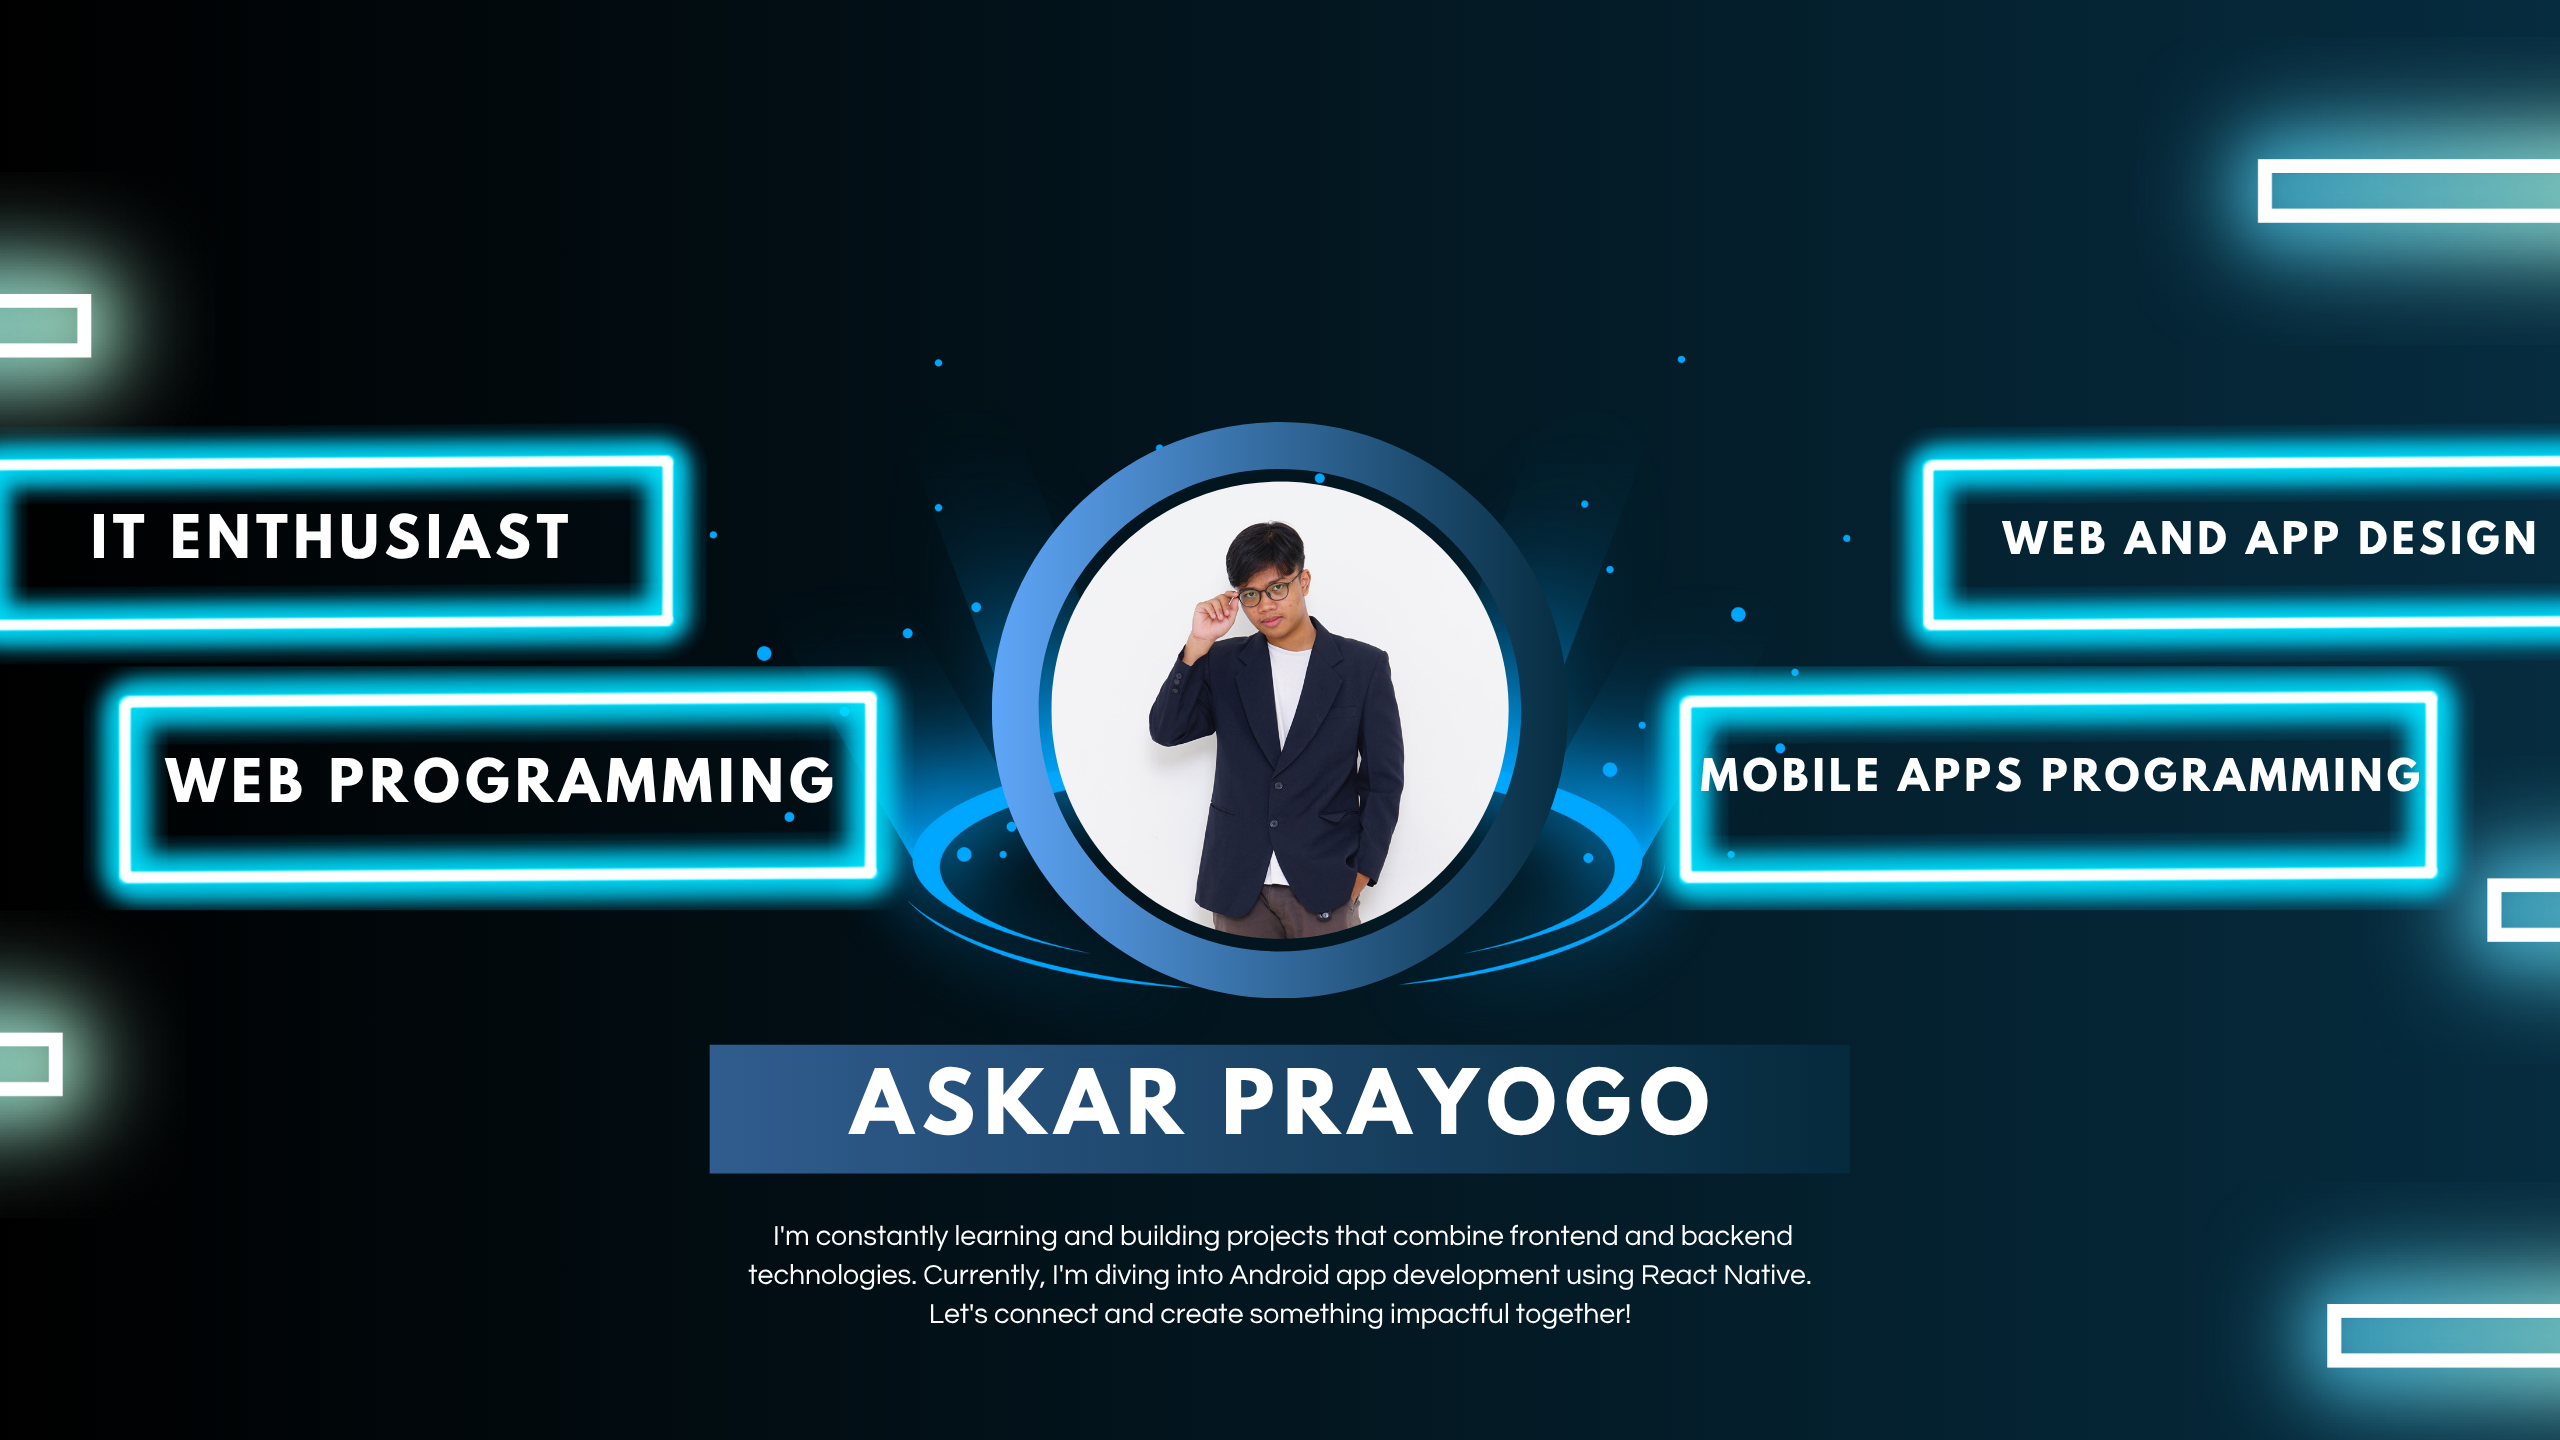 IT ENTHUSIAST
WEB AND APP DESIGN
WEB PROGRAMMING
MOBILE APPS PROGRAMMING
ASKAR PRAYOGO
I'm constantly learning and building projects that combine frontend and backend
technologies. Currently, I'm diving into Android app development using React Native.
Let's connect and create something impactful together!